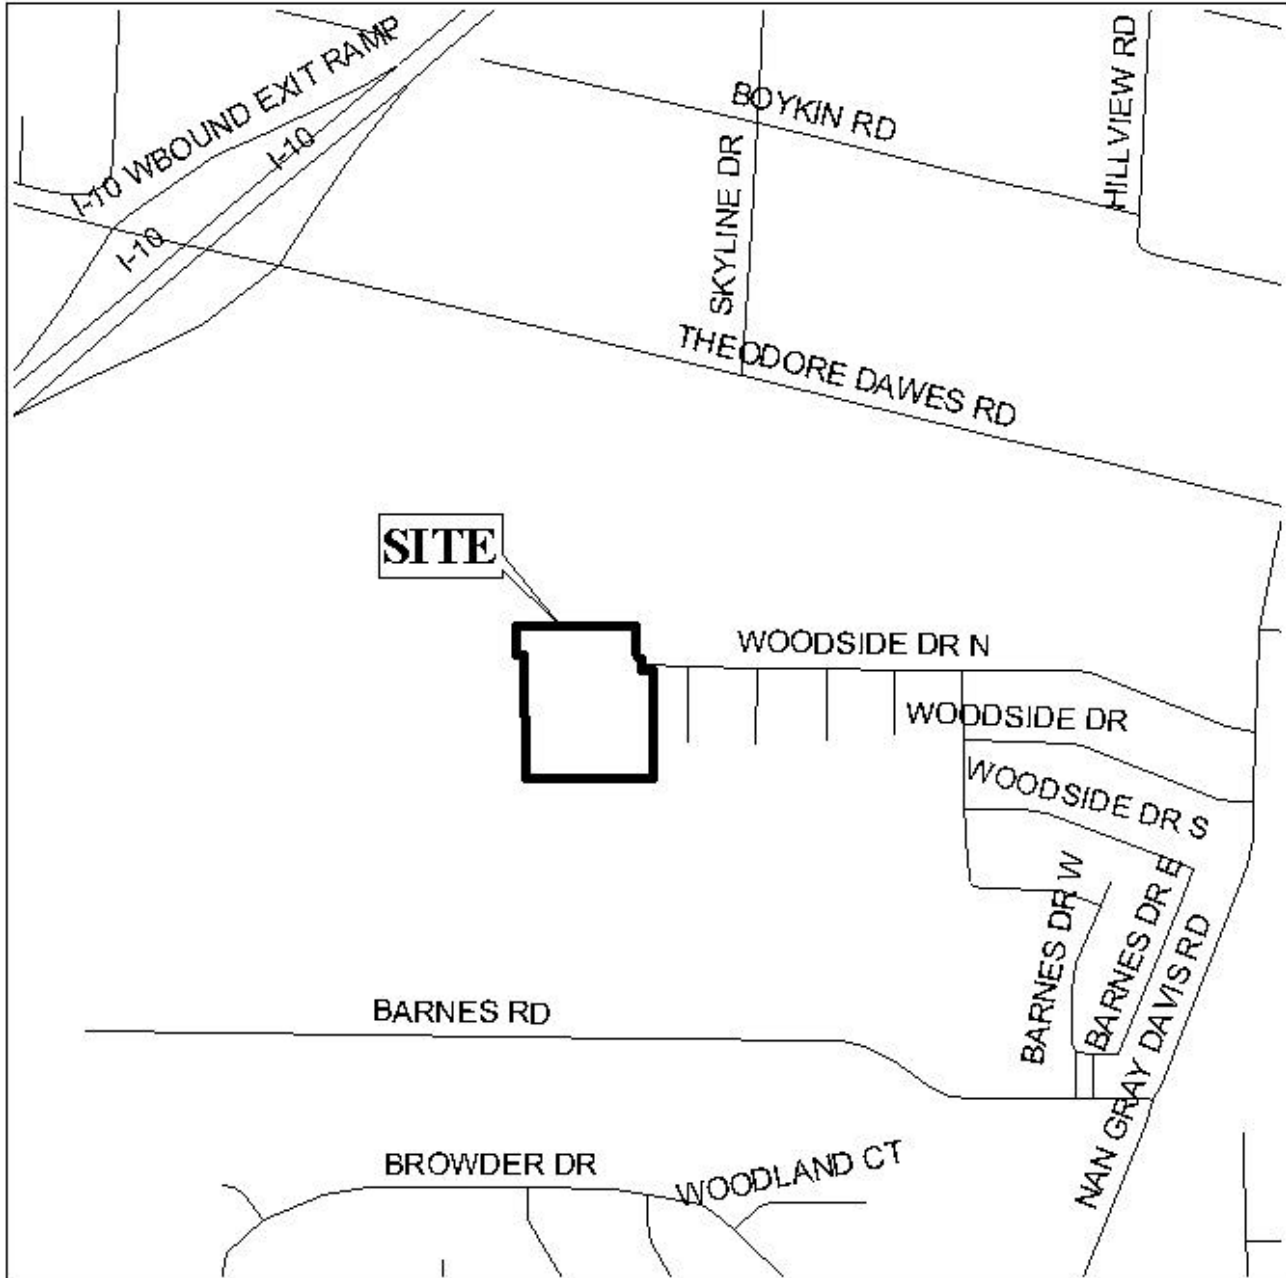 I-10 WBOUND EXIT RAMP
I-10
I-10
BOYKIN RD
HILLVIEW RD
SKYLINE DR
THEODORE DAWES RD
SITE
WOODSIDE DR N
WOODSIDE DR
WOODSIDE DR S
BARNES DR W
BARNES DR E
NAN GRAY DAVIS RD
BARNES RD
BROWDER DR
WOODLAND CT